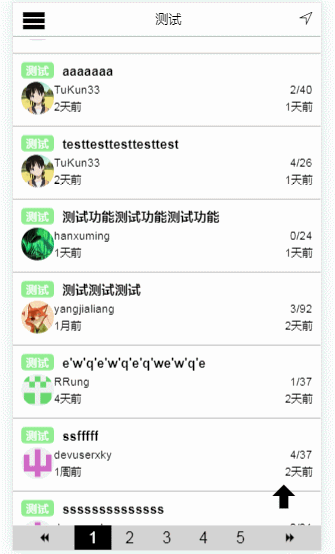 测试
测试 aaaaaaa
TuKun33 2/40
2天前 1天前
测试 testtesttesttesttest
TuKun33 4/26
2天前 1天前
测试 测试功能测试功能测试功能
hanxuming 0/24
1天前 1天前
测试 测试测试测试
yangjialiang 3/92
1月前 2天前
测试 e'w'q'e'w'q'e'q'we'w'q'e
RRung 1/37
4天前 2天前
测试 ssfffff
devuserxky 4/37
1周前 2天前
测试 ssssssssssssss
1 2 3 4 5